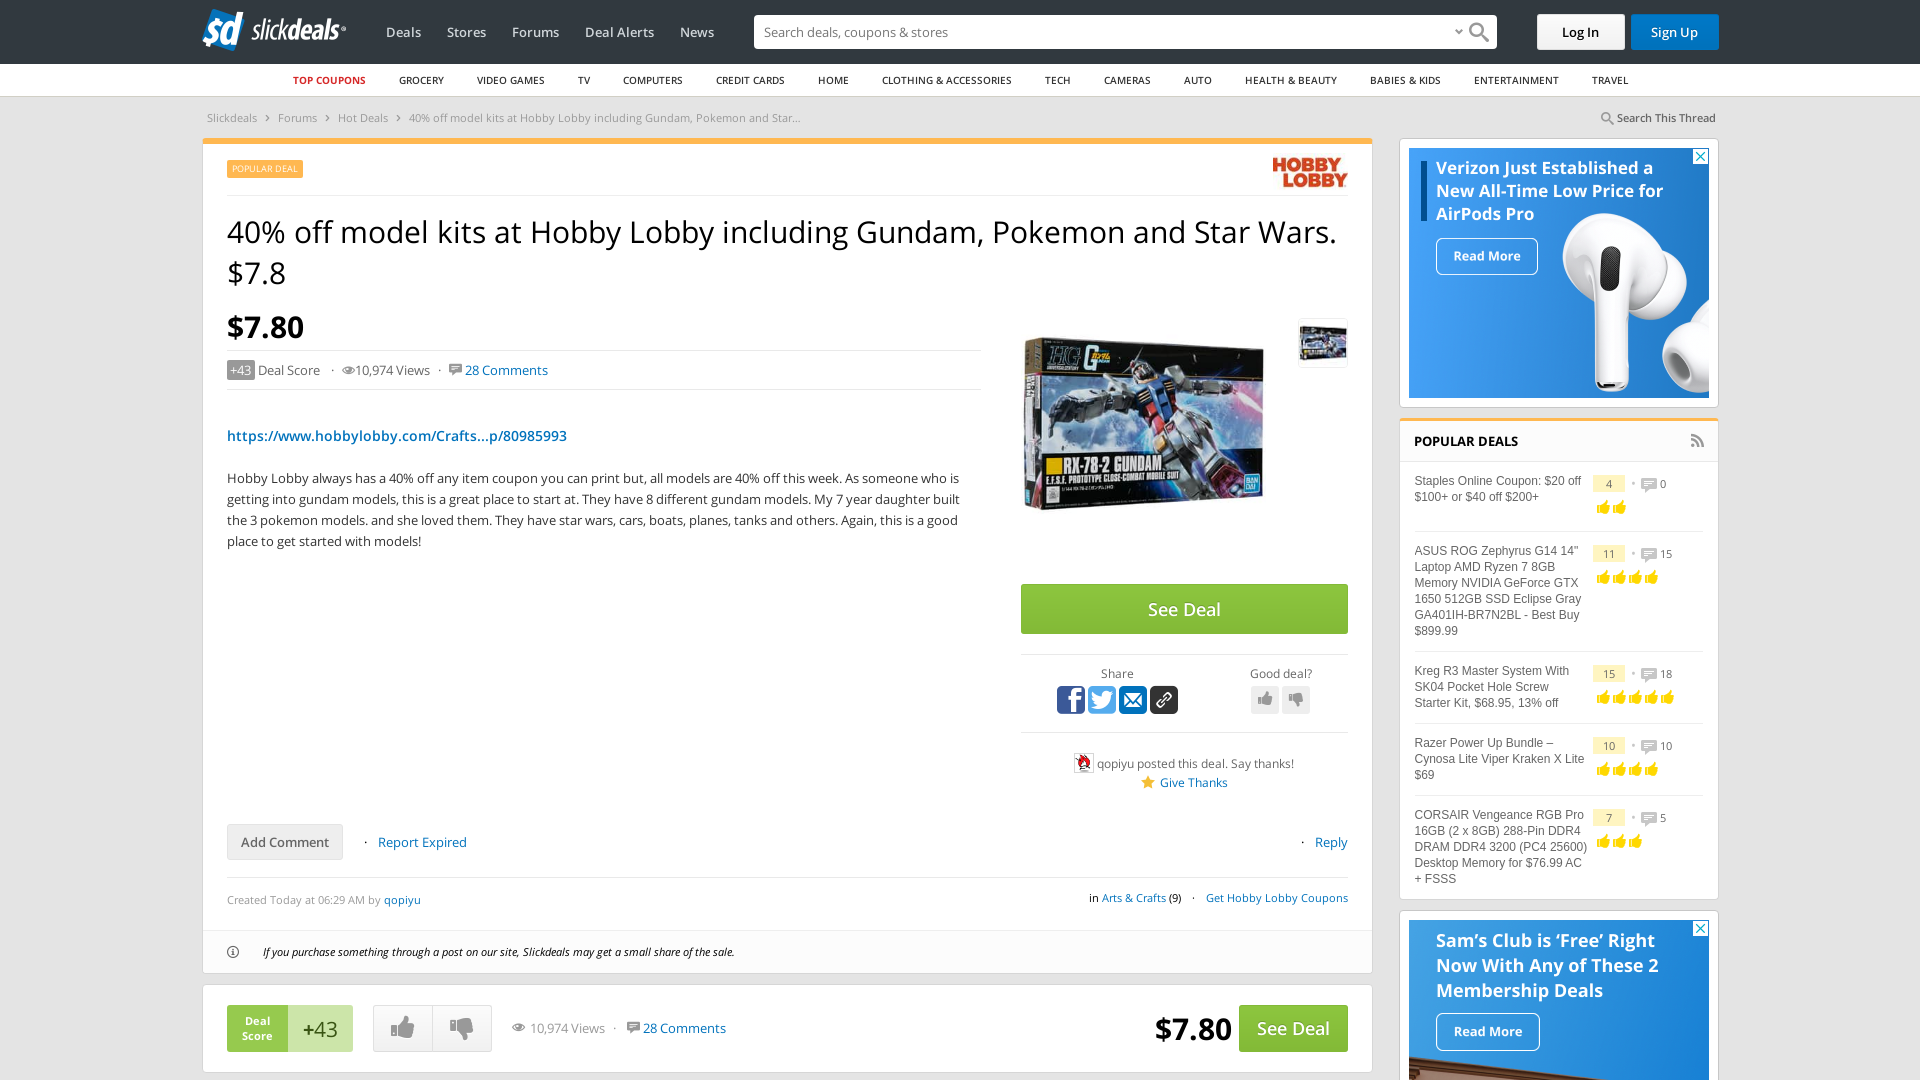 slickdeals
Deals
Stores
Forums
Deal Alerts
News
Search deals, coupons & stores
Log In
Sign Up
TOP COUPONS
GROCERY
VIDEO GAMES
TV
COMPUTERS
CREDIT CARDS
HOME
CLOTHING & ACCESSORIES
TECH
CAMERAS
AUTO
HEALTH & BEAUTY
BABIES & KIDS
ENTERTAINMENT
TRAVEL
Slickdeals › Forums › Hot Deals › 40% off model kits at Hobby Lobby including Gundam, Pokemon and Star...
Search This Thread
POPULAR DEAL
HOBBY
LOBBY
40% off model kits at Hobby Lobby including Gundam, Pokemon and Star Wars.
$7.8
$7.80
+43 Deal Score · 10,974 Views · 28 Comments
https://www.hobbylobby.com/Crafts...p/80985993
Hobby Lobby always has a 40% off any item coupon you can print but, all models are 40% off this week. As someone who is
getting into gundam models, this is a great place to start at. They have 8 different gundam models. My 7 year daughter built
the 3 pokemon models. and she loved them. They have star wars, cars, boats, planes, tanks and others. Again, this is a good
place to get started with models!
HG
RX-78-2 GUNDAM
E.F.S.F. PROTOTYPE CLOSE-COMBAT MOBILE SUIT
BAN
DAI
See Deal
Share
Good deal?
qopiyu posted this deal. Say thanks!
Give Thanks
Add Comment
· Report Expired
· Reply
Created Today at 06:29 AM by qopiyu
in Arts & Crafts (9) · Get Hobby Lobby Coupons
If you purchase something through a post on our site, Slickdeals may get a small share of the sale.
Deal
Score
+43
10,974 Views · 28 Comments
$7.80
See Deal
Verizon Just Established a
New All-Time Low Price for
AirPods Pro
Read More
POPULAR DEALS
Staples Online Coupon: $20 off
$100+ or $40 off $200+
4 · 0
ASUS ROG Zephyrus G14 14"
Laptop AMD Ryzen 7 8GB
Memory NVIDIA GeForce GTX
1650 512GB SSD Eclipse Gray
GA401IH-BR7N2BL - Best Buy
$899.99
11 · 15
Kreg R3 Master System With
SK04 Pocket Hole Screw
Starter Kit, $68.95, 13% off
15 · 18
Razer Power Up Bundle –
Cynosa Lite Viper Kraken X Lite
$69
10 · 10
CORSAIR Vengeance RGB Pro
16GB (2 x 8GB) 288-Pin DDR4
DRAM DDR4 3200 (PC4 25600)
Desktop Memory for $76.99 AC
+ FSSS
7 · 5
Sam's Club is ‘Free’ Right
Now With Any of These 2
Membership Deals
Read More